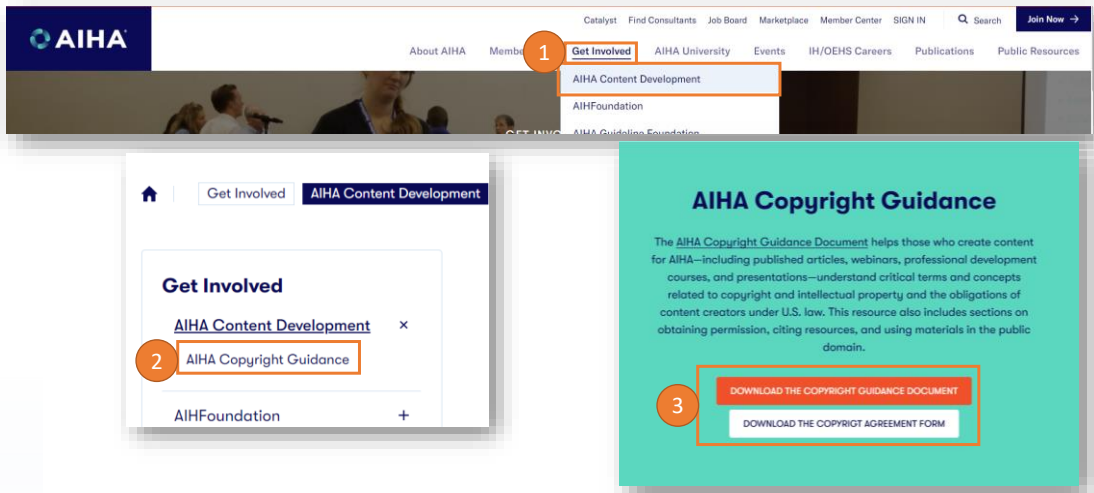 Catalyst Find Consultants Job Board Marketplace Member Center SIGN IN Search Join Now →
AIHA
About AIHA Membe 1 Get Involved AIHA University Events IH/OEHS Careers Publications Public Resources
AIHA Content Development
AIHFoundation
GET INVO
AIHA Guideline Foundation
Get Involved AIHA Content Development
Get Involved
AIHA Content Development ×
2 AIHA Copyright Guidance
AIHFoundation +
AIHA Copyright Guidance
The AIHA Copyright Guidance Document helps those who create content
for AIHA—including published articles, webinars, professional development
courses, and presentations—understand critical terms and concepts
related to copyright and intellectual property and the obligations of
content creators under U.S. law. This resource also includes sections on
obtaining permission, citing resources, and using materials in the public
domain.
3 DOWNLOAD THE COPYRIGHT GUIDANCE DOCUMENT
DOWNLOAD THE COPYRIGT AGREEMENT FORM